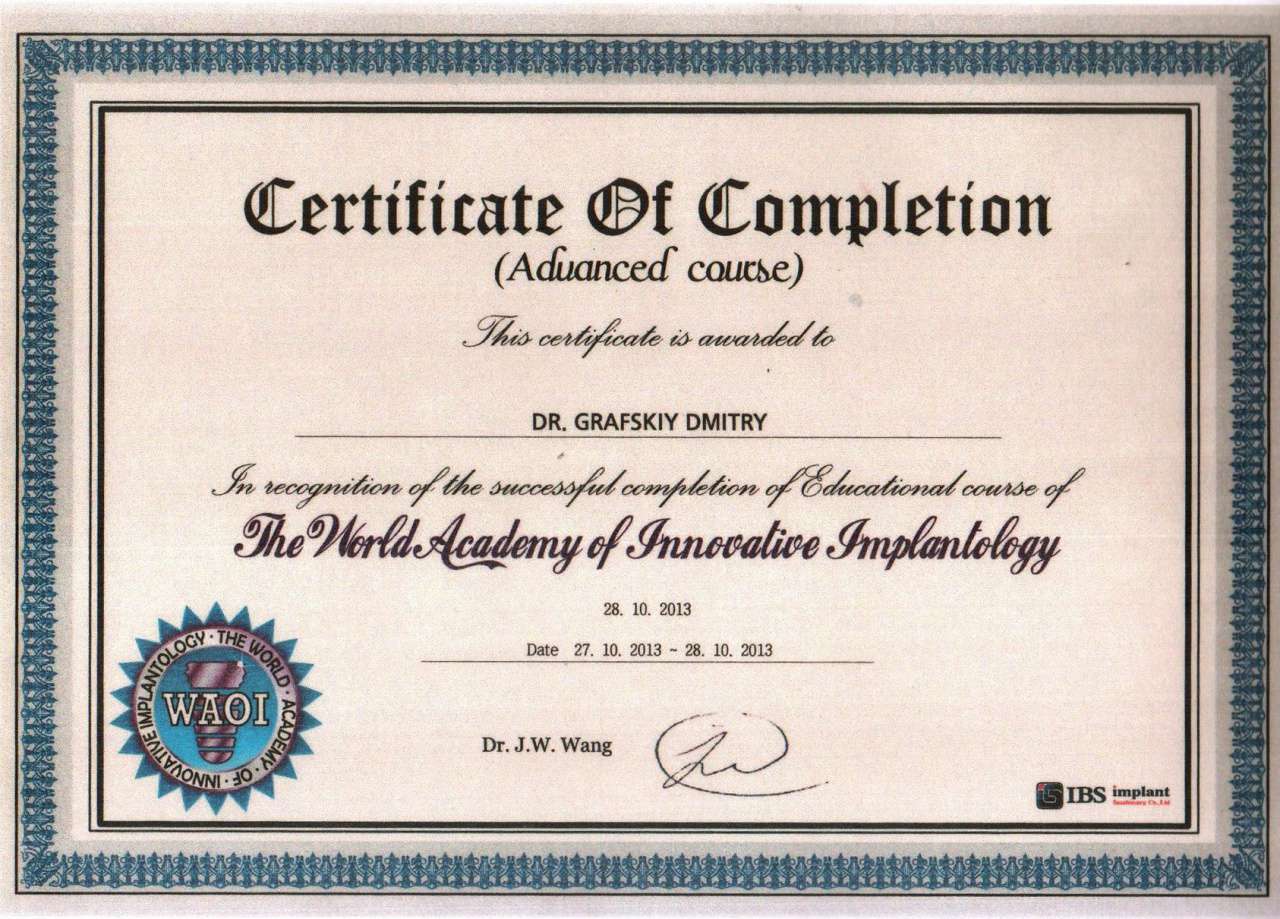 Certificate Of Completion
(Aduanced course)
This certificate is awarded to
DR. GRAFSKIY DMITRY
In recognition of the successful completion of Educational course of
The World Academy of Innovative Implantology
28. 10. 2013
Date 27. 10. 2013 ~ 28. 10. 2013
THE WORLD · ACADEMY · OF · INNOVATIVE IMPLANTOLOGY ·
WAOI
Dr. J.W. Wang
IBS implant
Co., Ltd